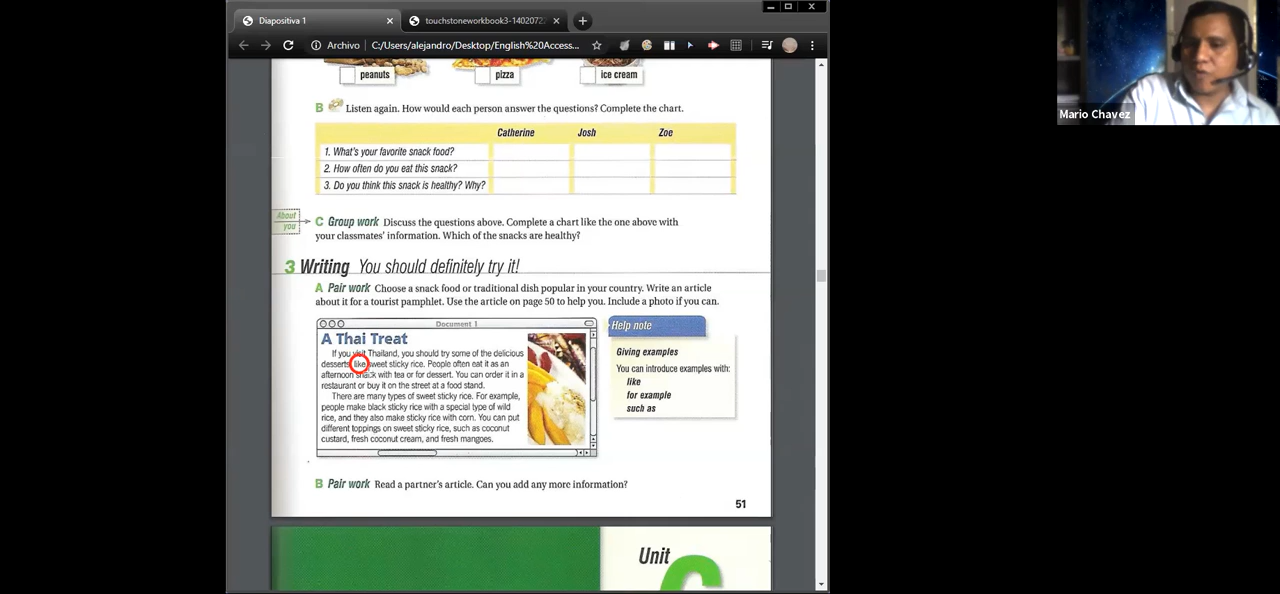 Diapositiva 1
touchstoneworkbook3-1402072
Archivo
C:/Users/alejandro/Desktop/English%20Access...
Mario Chavez
peanuts
pizza
ice cream
B Listen again. How would each person answer the questions? Complete the chart.
Catherine Josh Zoe
1. What's your favorite snack food?
2. How often do you eat this snack?
3. Do you think this snack is healthy? Why?
About
you
C Group work Discuss the questions above. Complete a chart like the one above with
your classmates' information. Which of the snacks are healthy?
3 Writing You should definitely try it!
A Pair work Choose a snack food or traditional dish popular in your country. Write an article
about it for a tourist pamphlet. Use the article on page 50 to help you. Include a photo if you can.
Document 1
A Thai Treat
If you visit Thailand, you should try some of the delicious
desserts like sweet sticky rice. People often eat it as an
afternoon snack with tea or for dessert. You can order it in a
restaurant or buy it on the street at a food stand.
There are many types of sweet sticky rice. For example,
people make black sticky rice with a special type of wild
rice, and they also make sticky rice with corn. You can put
different toppings on sweet sticky rice, such as coconut
custard, fresh coconut cream, and fresh mangoes.
Help note
Giving examples
You can introduce examples with:
like
for example
such as
B Pair work Read a partner's article. Can you add any more information?
51
Unit